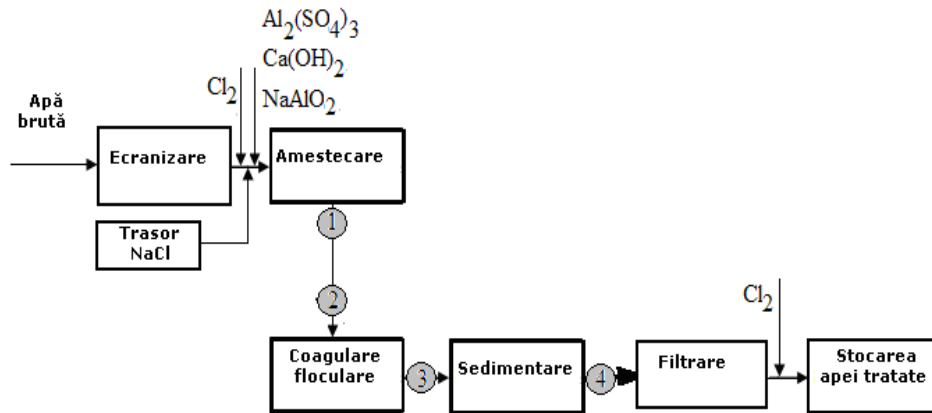 Al2(SO4)3
Ca(OH)2
Cl2
NaAlO2
Apă
brută
Ecranizare
Amestecare
Trasor
NaCl
1
2
Cl2
Coagulare
floculare
3
Sedimentare
4
Filtrare
Stocarea
apei tratate